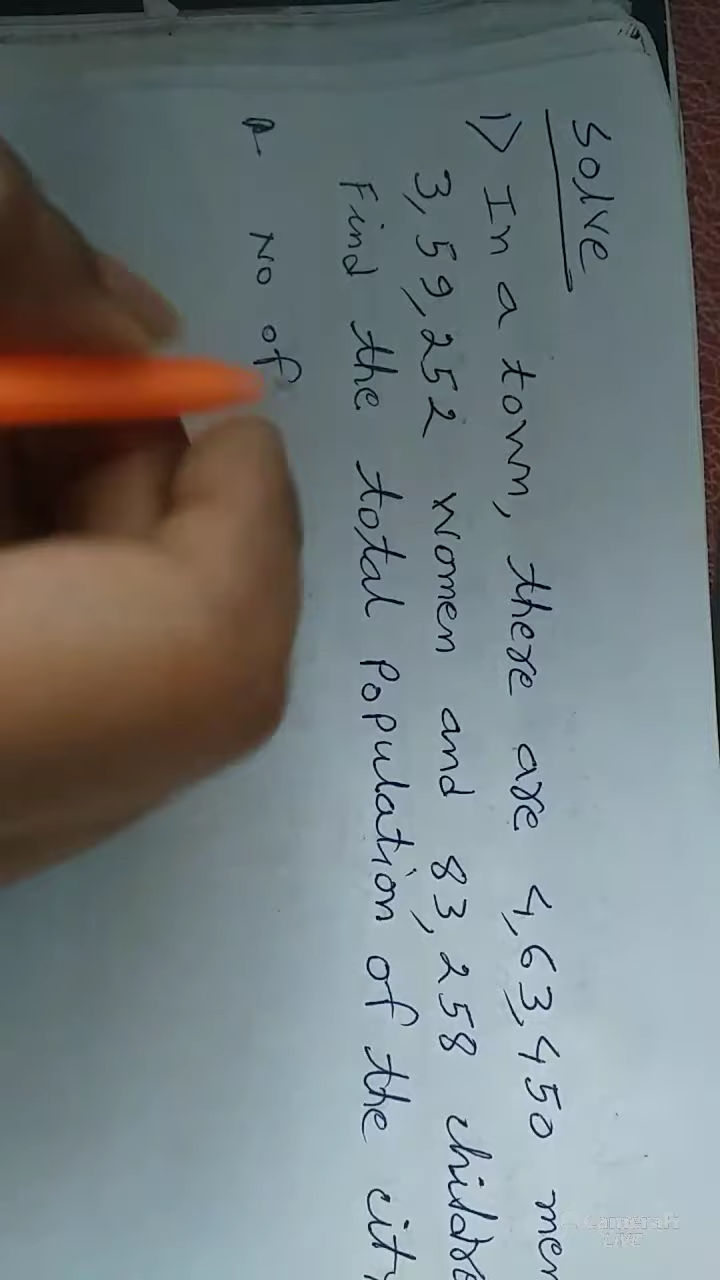 Solve
1) In a town, there are 4,63,450 men
3,59,252 women and 83,258 childre
Find the total population of the city
A- No of
LIVE